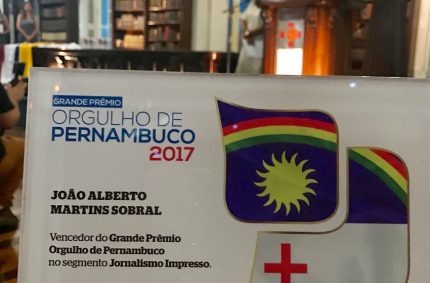 GRANDE PRÊMIO
ORGULHO DE
PERNAMBUCO
2017
JOÃO ALBERTO
MARTINS SOBRAL
Vencedor do Grande Prêmio
Orgulho de Pernambuco
no segmento Jornalismo Impresso.